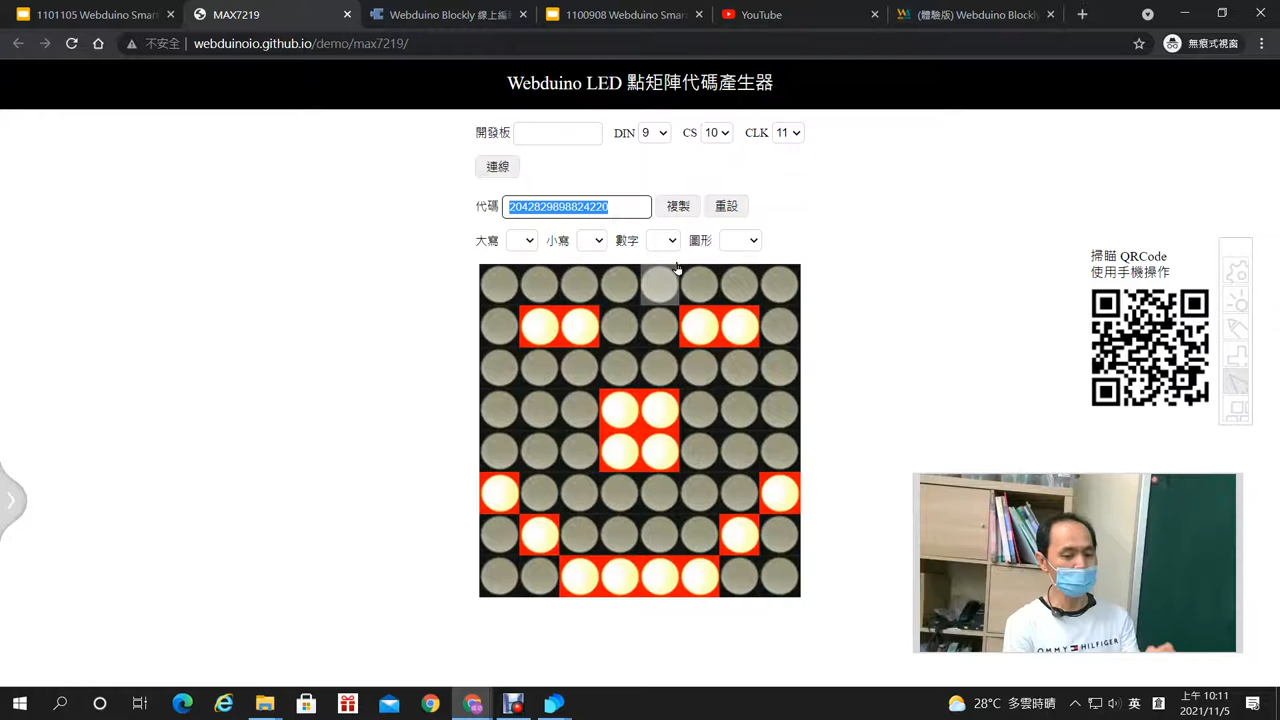 1101105 Webduino Smar
MAX7219
Webduino Blockly 線上編
1100908 Webduino Smar
YouTube
(體驗版) Webduino Blockly
不安全
webduinoio.github.io/demo/max7219/
無痕式視窗
Webduino LED 點矩陣代碼產生器
開發板 DIN 9 CS 10 CLK 11
連線
代碼 2042829898824220 複製 重設
大寫 小寫 數字 圖形
掃瞄 QRCode
使用手機操作
OMMY HILFIGER
28°C 多雲時晴
英
上午 10:11
2021/11/5